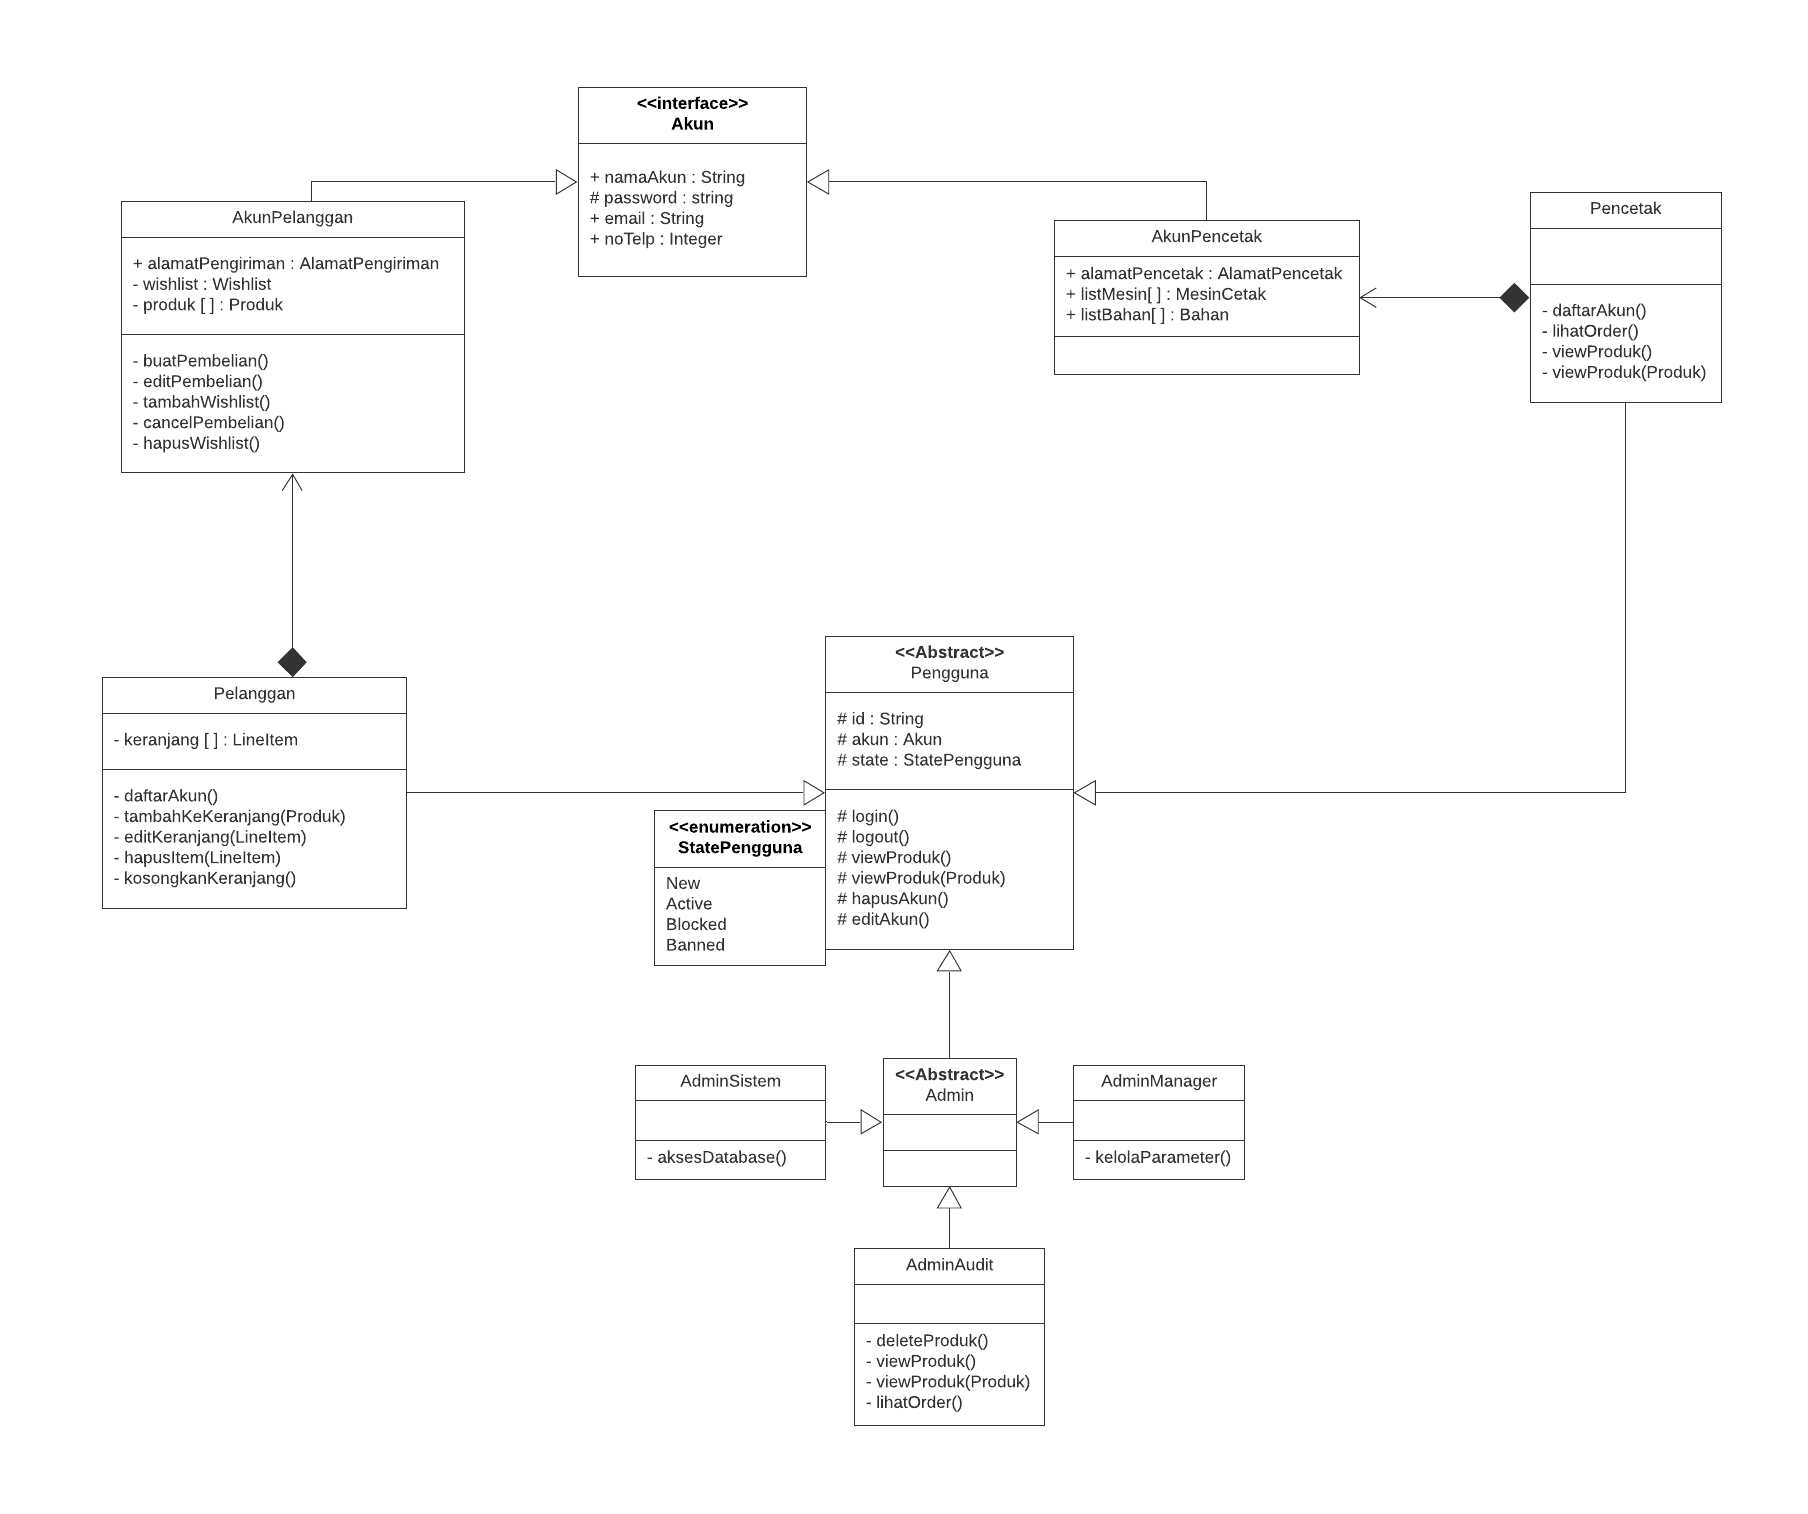 <<interface>>
Akun
+ namaAkun : String
# password : string
+ email : String
+ noTelp : Integer
AkunPelanggan
+ alamatPengiriman : AlamatPengiriman
- wishlist : Wishlist
- produk [ ] : Produk
- buatPembelian()
- editPembelian()
- tambahWishlist()
- cancelPembelian()
- hapusWishlist()
AkunPencetak
+ alamatPencetak : AlamatPencetak
+ listMesin[ ] : MesinCetak
+ listBahan[ ] : Bahan
Pencetak
- daftarAkun()
- lihatOrder()
- viewProduk()
- viewProduk(Produk)
Pelanggan
- keranjang [ ] : LineItem
- daftarAkun()
- tambahKeKeranjang(Produk)
- editKeranjang(LineItem)
- hapusItem(LineItem)
- kosongkanKeranjang()
<<Abstract>>
Pengguna
# id : String
# akun : Akun
# state : StatePengguna
# login()
# logout()
# viewProduk()
# viewProduk(Produk)
# hapusAkun()
# editAkun()
<<enumeration>>
StatePengguna
New
Active
Blocked
Banned
AdminSistem
- aksesDatabase()
<<Abstract>>
Admin
AdminManager
- kelolaParameter()
AdminAudit
- deleteProduk()
- viewProduk()
- viewProduk(Produk)
- lihatOrder()